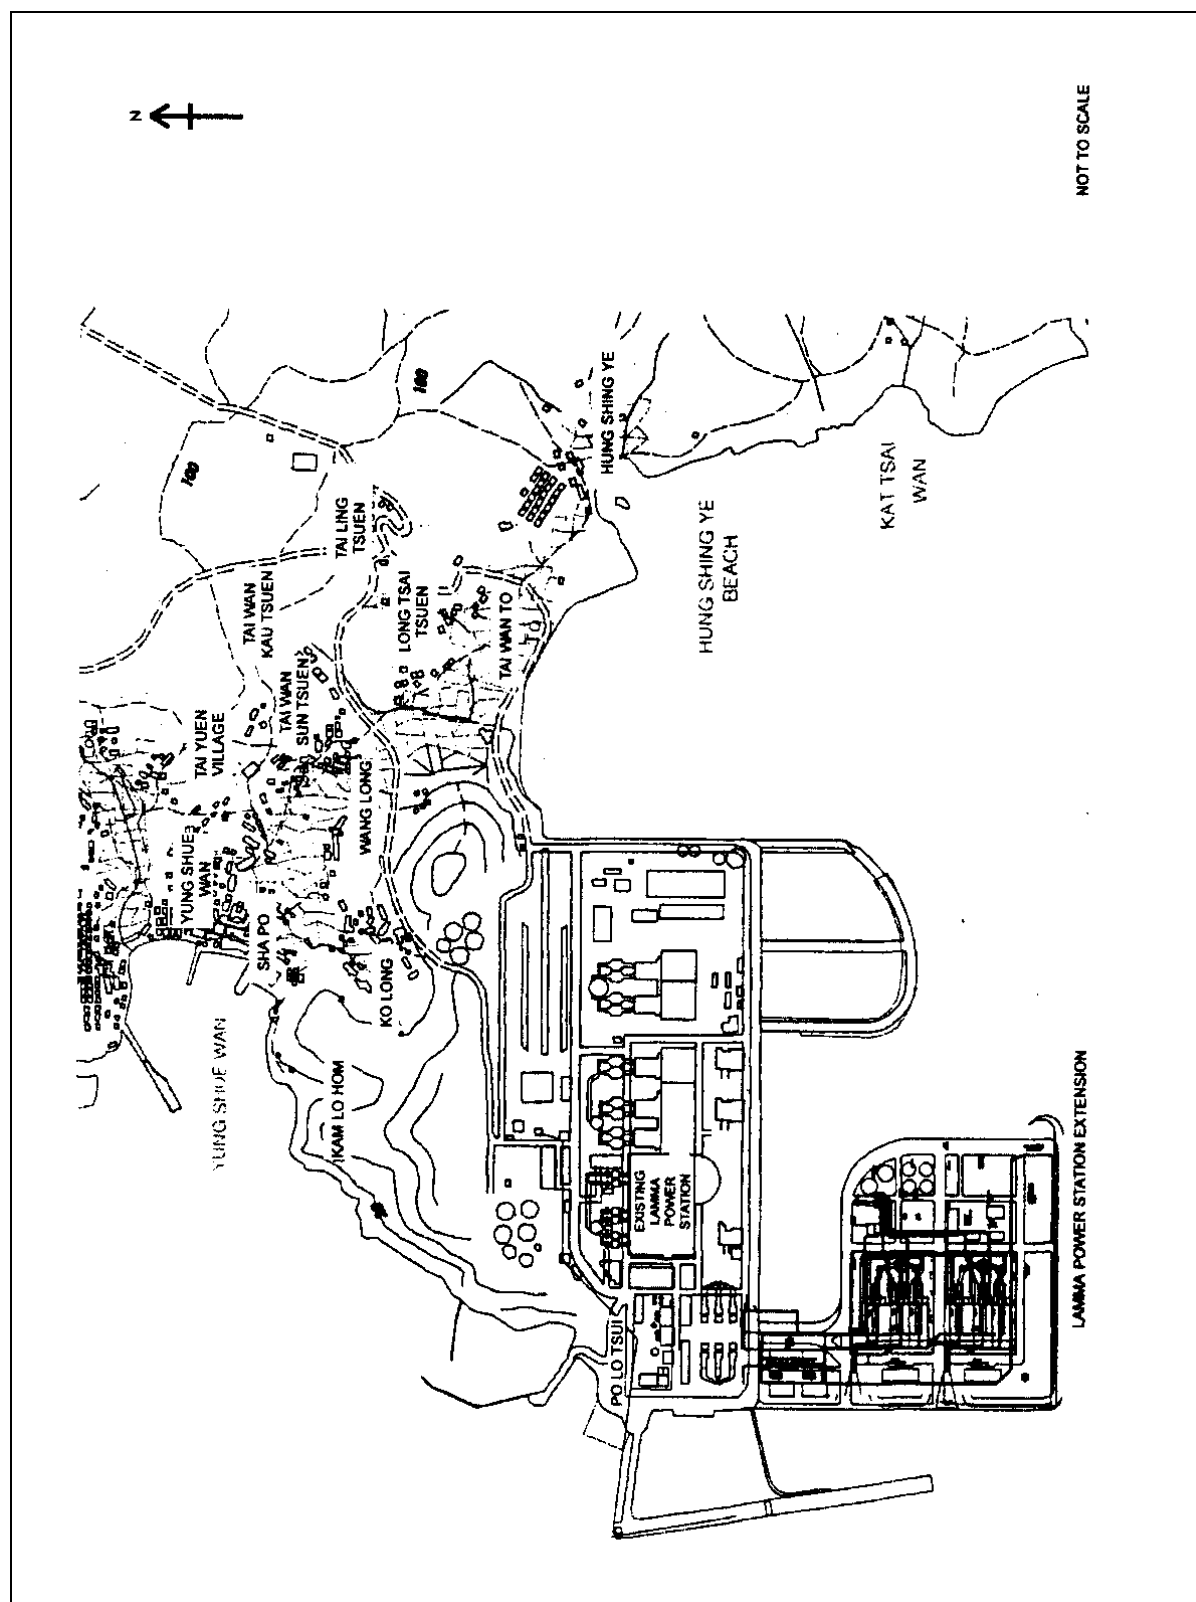 N
NOT TO SCALE
100
100
TAI LING
TSUEN
HUNG SHING YE
KAT TSAI
WAN
HUNG SHING YE
BEACH
TAI WAN
KAU TSUEN
LONG TSAI
TSUEN
TAI WAN TO
TAI WAN
SUN TSUEN
TAI YUEN
VILLAGE
WANG LONG
YUNG SHUE
WAN
SHA PO
KO LONG
YUNG SHUE WAN
KAM LO HOM
EXISTING
LAMMA
POWER
STATION
PO LO TSUI
LAMMA POWER STATION EXTENSION